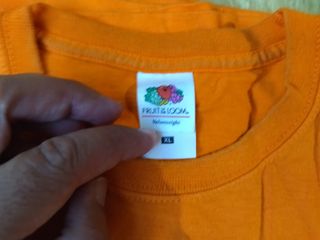 FRUIT OF THE LOOM.
Valueweight
XL